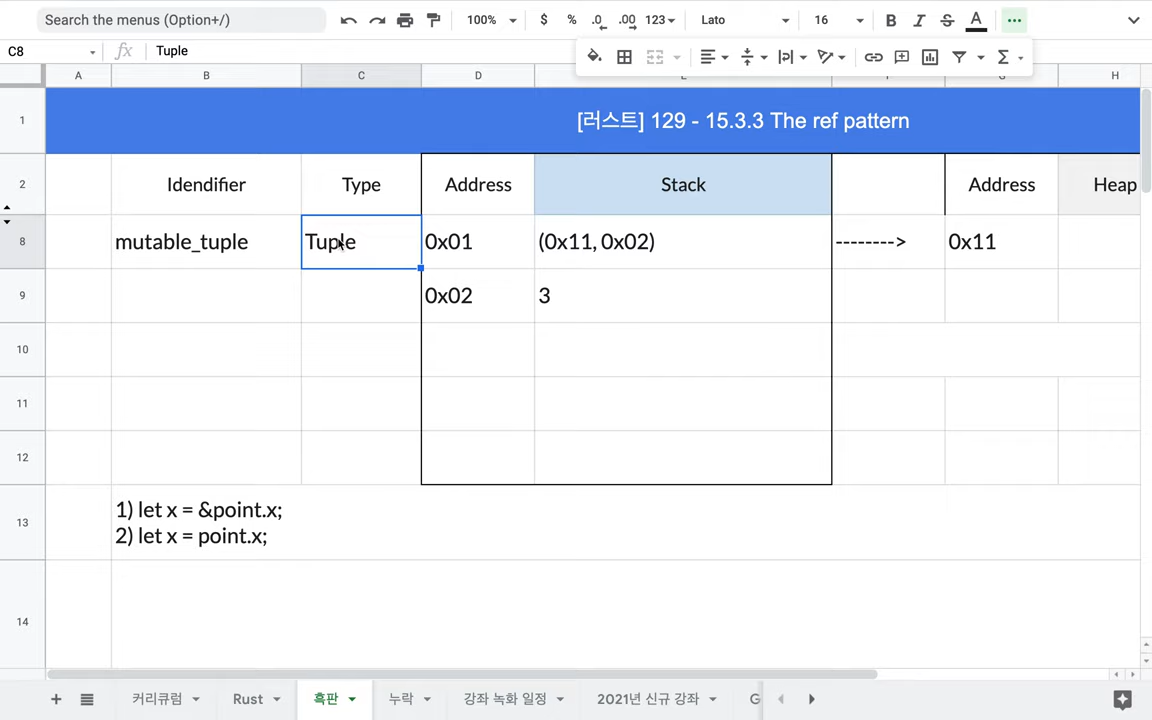 Search the menus (Option+/)
100%
$ % .0 .00 123
Lato
16
B I S A
C8
fx
Tuple
A B C D E F G H
1
[러스트] 129 - 15.3.3 The ref pattern
2
Idendifier Type Address Stack Address Heap
8
mutable_tuple Tuple 0x01 (0x11, 0x02) --------> 0x11
9
0x02 3
10
11
12
13
1) let x = &point.x;
2) let x = point.x;
14
커리큘럼 Rust 흑판 누락 강좌 녹화 일정 2021년 신규 강좌 G